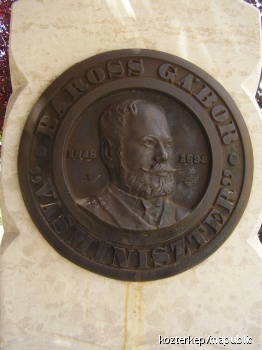 BAROSS GÁBOR
1848
1892
"A VASMINISZTER"
kozterkep/mapublic